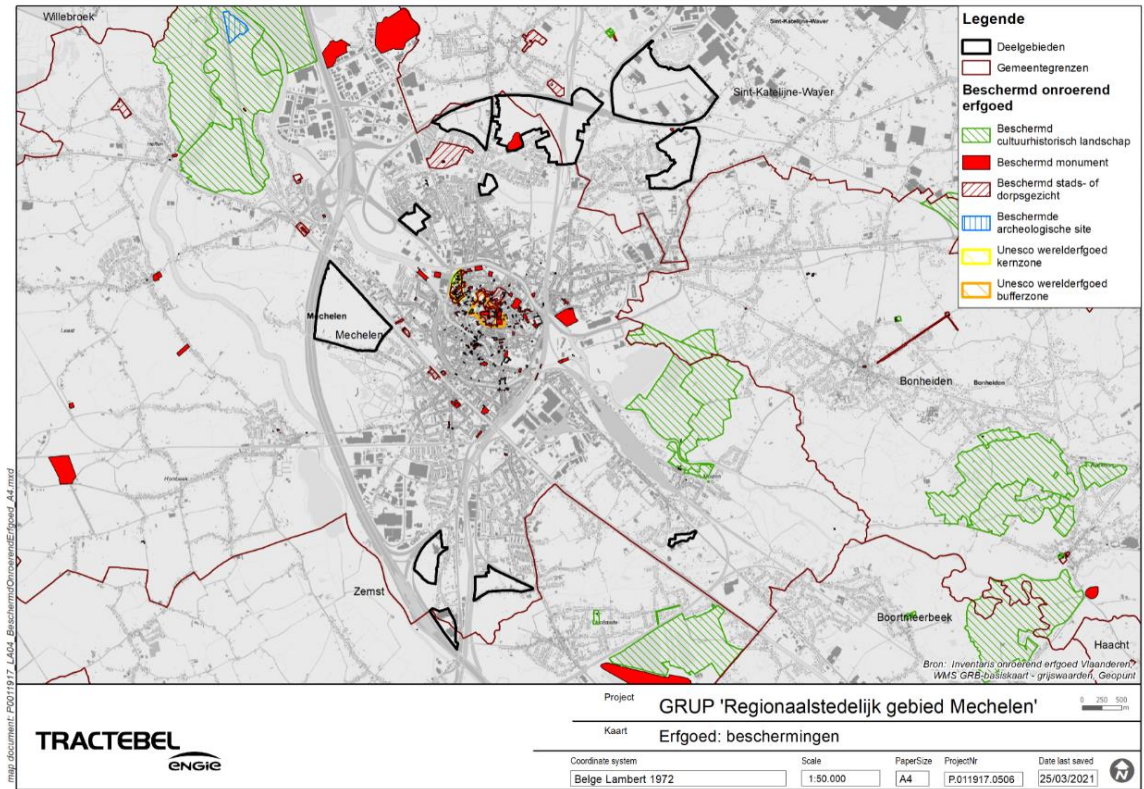 Willebroek
Sint-Katelijne-Waver
Sint-Katelijne-Waver
Heffen
Mechelen
Mechelen
Leest
Hombeek
Zemst
Bonheiden
Bonheiden
Muizen
Boortmeerbeek
Haacht
Legende
Deelgebieden
Gemeentegrenzen
Beschermd onroerend
erfgoed
Beschermd
cultuurhistorisch landschap
Beschermd monument
Beschermd stads- of
dorpsgezicht
Beschermde
archeologische site
Unesco werelderfgoed
kernzone
Unesco werelderfgoed
bufferzone
Bron: Inventaris onroerend erfgoed Vlaanderen,
WMS GRB-basiskaart - grijswaarden, Geopunt
map document: P0011917_LA04_BeschermdOnroerendErfgoed_A4.mxd
TRACTEBEL
ENGIE
Project
GRUP 'Regionaalstedelijk gebied Mechelen'
0 250 500
m
Kaart
Erfgoed: beschermingen
Coordinate system
Belge Lambert 1972
Scale
1:50.000
PaperSize
A4
ProjectNr
P.011917.0506
Date last saved
25/03/2021
N